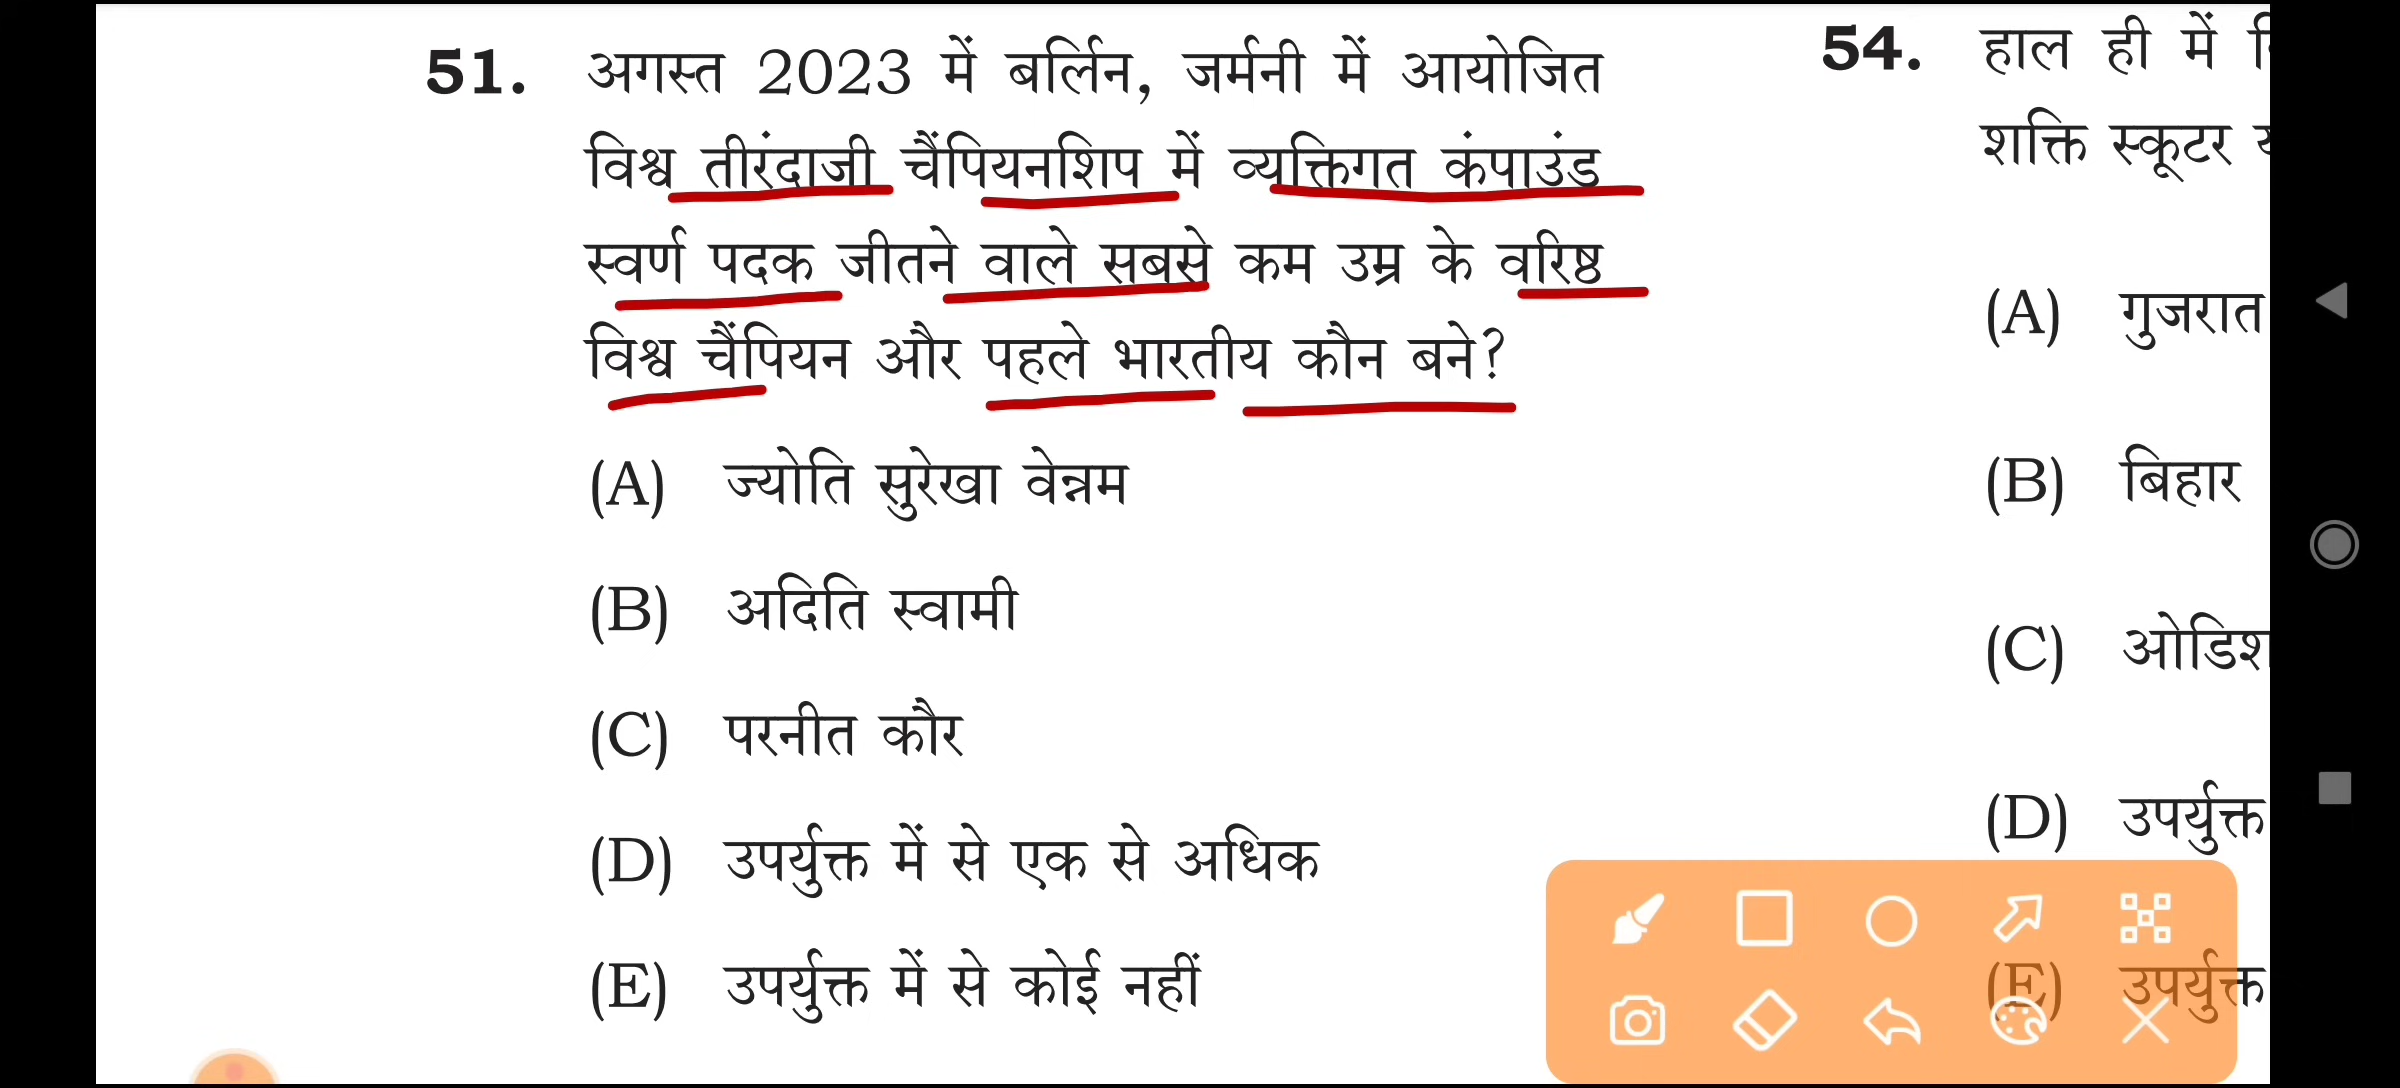 51. अगस्त 2023 में बर्लिन, जर्मनी में आयोजित
विश्व तीरंदाजी चैंपियनशिप में व्यक्तिगत कंपाउंड
स्वर्ण पदक जीतने वाले सबसे कम उम्र के वरिष्ठ
विश्व चैंपियन और पहले भारतीय कौन बने?
(A) ज्योति सुरेखा वेन्नम
(B) अदिति स्वामी
(C) परनीत कौर
(D) उपर्युक्त में से एक से अधिक
(E) उपर्युक्त में से कोई नहीं
54. हाल ही में
शक्ति स्कूटर
(A) गुजरात
(B) बिहार
(C)
(D) उपर्युक्त
(E) उपर्युक्त